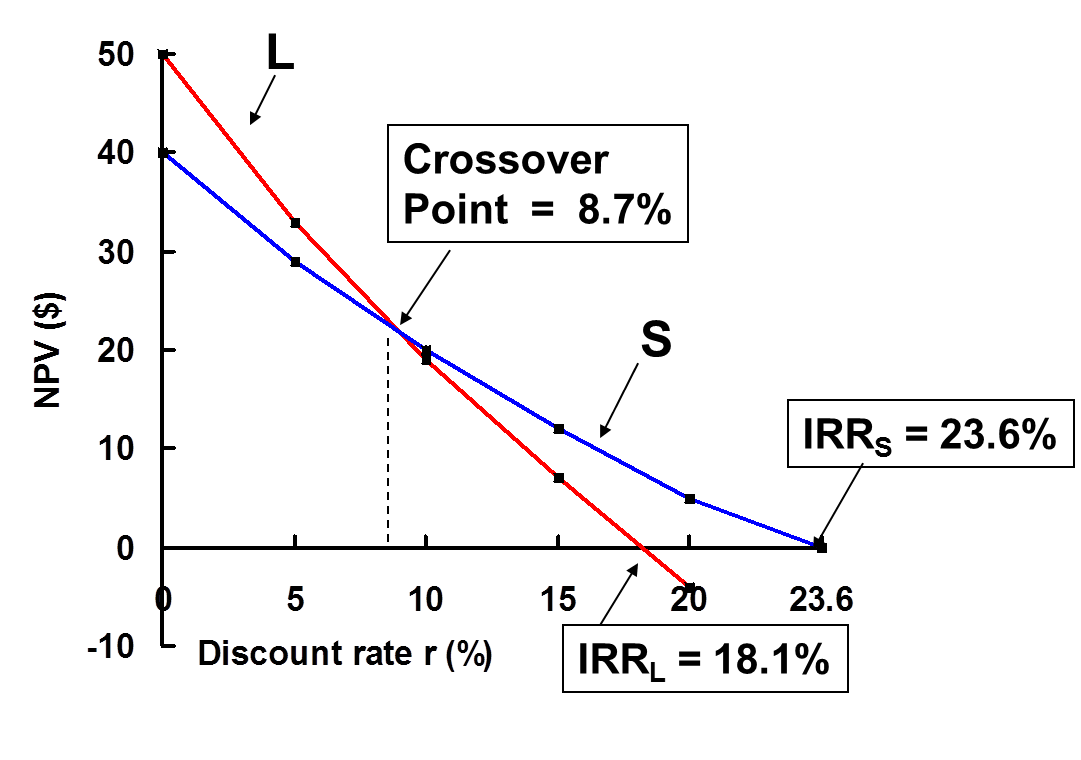 50
L
40
Crossover
Point = 8.7%
30
NPV ($)
20
S
10
IRRS = 23.6%
0
0 5 10 15 20 23.6
-10
Discount rate r (%)
IRRL = 18.1%